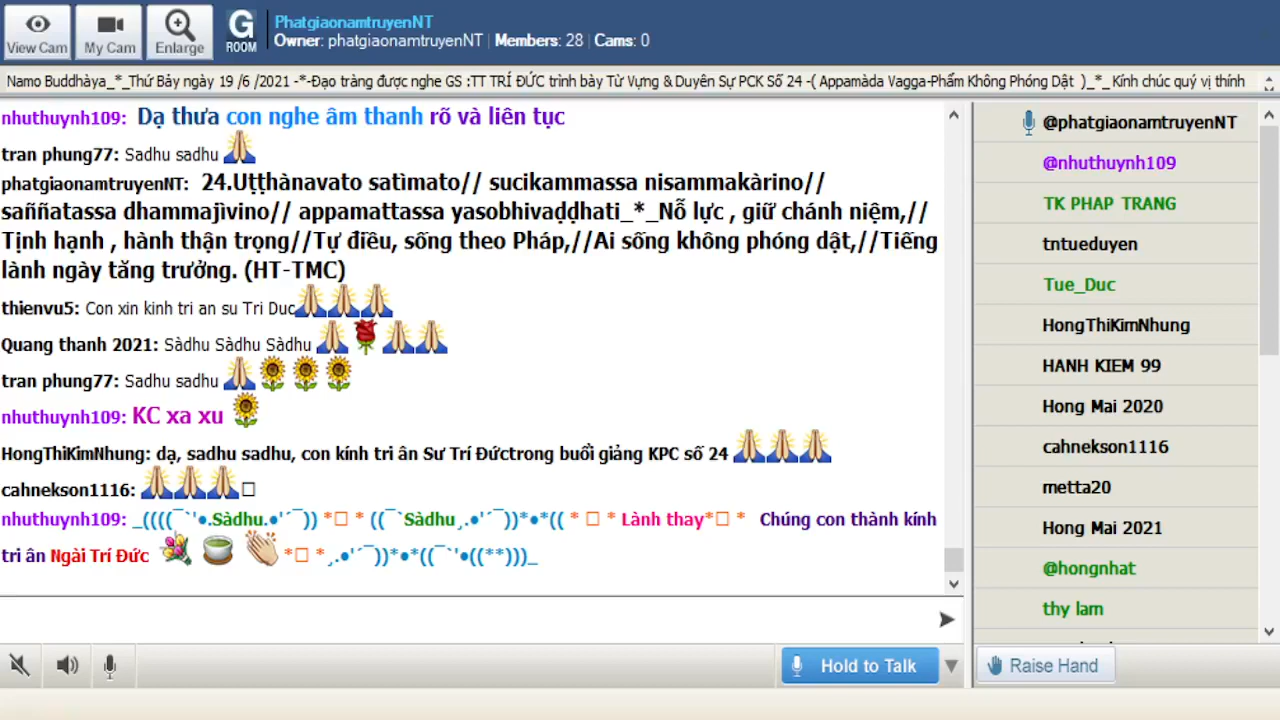 View Cam
My Cam
Enlarge
G
ROOM
PhatgiaonamtruyenNT
Owner: phatgiaonamtruyenNT | Members: 28 | Cams: 0
Namo Buddhàya_*_Thứ Bảy ngày 19 /6 /2021 -*-Đạo tràng được nghe GS :TT TRÍ ĐỨC trình bày Từ Vựng & Duyên Sự PCK Số 24 -( Appamàda Vagga-Phẩm Không Phóng Dật )_*_ Kính chúc quý vị thính
nhuthuynh109: Dạ thưa con nghe âm thanh rõ và liên tục
tran phung77: Sadhu sadhu 🙏
phatgiaonamtruyenNT: 24.Uṭṭhànavato satìmato// sucikammassa nisammakàrino//
saññatassa dhammajìvino// appamattassa yasobhivaḍḍhati_*_Nỗ lực , giữ chánh niệm,//
Tịnh hạnh , hành thận trọng//Tự điều, sống theo Pháp,//Ai sống không phóng dật,//Tiếng
lành ngày tăng trưởng. (HT-TMC)
thienvu5: Con xin kinh tri an su Tri Duc🙏🙏🙏
Quang thanh 2021: Sàdhu Sàdhu Sàdhu 🙏🌹🙏🙏
tran phung77: Sadhu sadhu 🙏🌻🌻🌻
nhuthuynh109: KC xa xu 🌻
HongThiKimNhung: dạ, sadhu sadhu, con kính tri ân Sư Trí Đứctrong buổi giảng KPC số 24 🙏🙏🙏
cahnekson1116: 🙏🙏🙏□
nhuthuynh109: _((((¯`'•.Sàdhu.•'´¯)) *□ * ((¯`Sàdhu¸.•'´¯))*•*(( * □ * Lành thay*□ * Chúng con thành kính
tri ân Ngài Trí Đức 💐 🍵 👏 *□ *¸.•'´¯))*•*((¯`'•((**)))_
Hold to Talk
@phatgiaonamtruyenNT
@nhuthuynh109
TK PHAP TRANG
tntueduyen
Tue_Duc
HongThiKimNhung
HANH KIEM 99
Hong Mai 2020
cahnekson1116
metta20
Hong Mai 2021
@hongnhat
thy lam
Raise Hand